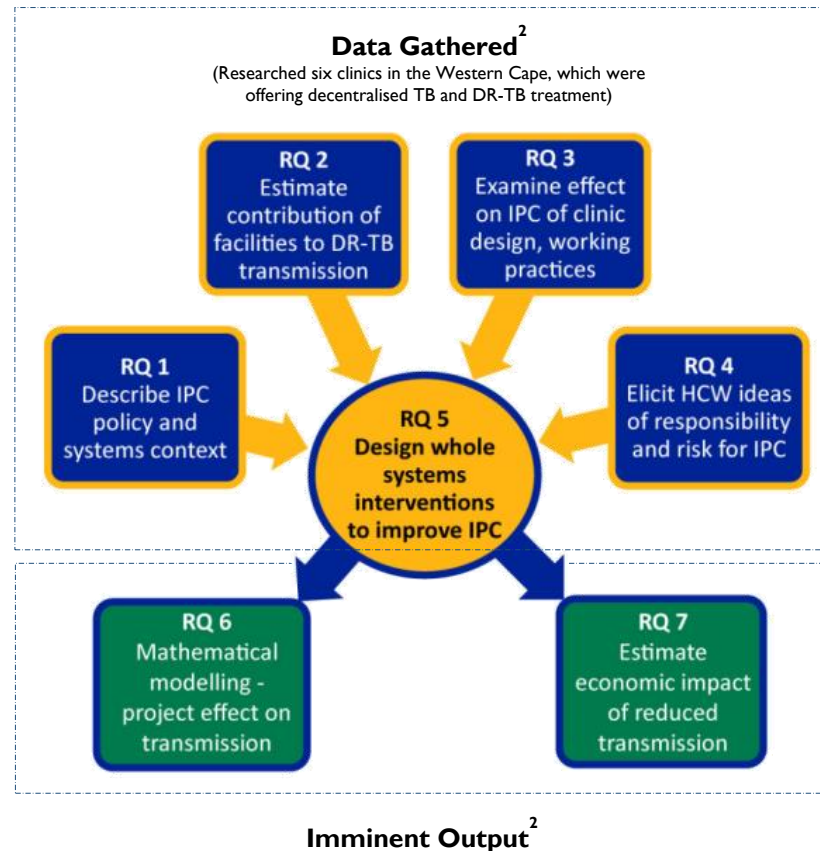 Data Gathered²
(Researched six clinics in the Western Cape, which were
offering decentralised TB and DR-TB treatment)
RQ 2
Estimate
contribution of
facilities to DR-TB
transmission
RQ 3
Examine effect
on IPC of clinic
design, working
practices
RQ 1
Describe IPC
policy and
systems context
RQ 4
Elicit HCW ideas
of responsibility
and risk for IPC
RQ 5
Design whole
systems
interventions
to improve IPC
RQ 6
Mathematical
modelling -
project effect on
transmission
RQ 7
Estimate
economic impact
of reduced
transmission
Imminent Output²